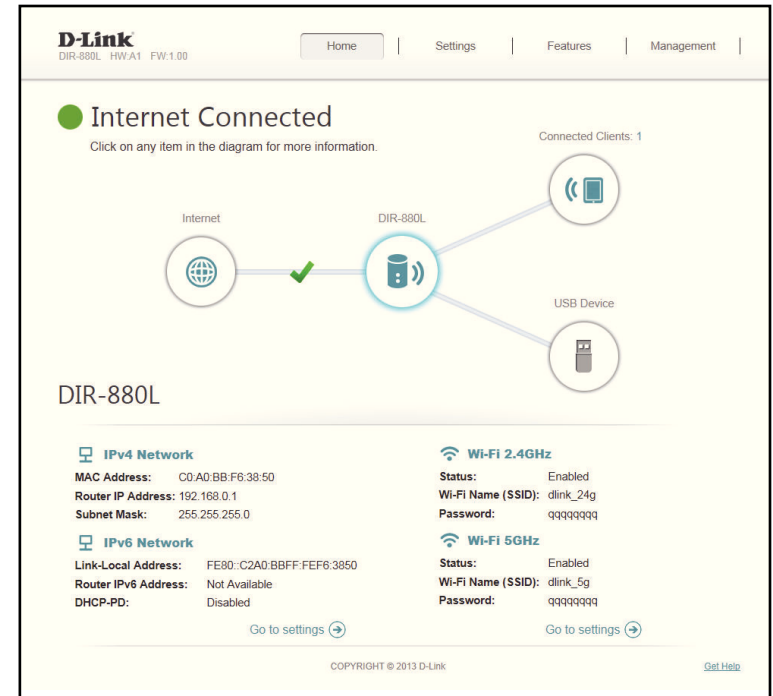 D-Link
DIR-880L HW:A1 FW:1.00
Home
Settings
Features
Management
Internet Connected
Click on any item in the diagram for more information.
Connected Clients: 1
Internet
DIR-880L
USB Device
DIR-880L
IPv4 Network
MAC Address: C0:A0:BB:F6:38:50
Router IP Address: 192.168.0.1
Subnet Mask: 255.255.255.0
IPv6 Network
Link-Local Address: FE80::C2A0:BBFF:FEF6:3850
Router IPv6 Address: Not Available
DHCP-PD: Disabled
Go to settings
Wi-Fi 2.4GHz
Status: Enabled
Wi-Fi Name (SSID): dlink_24g
Password: qqqqqqqq
Wi-Fi 5GHz
Status: Enabled
Wi-Fi Name (SSID): dlink_5g
Password: qqqqqqqq
Go to settings
COPYRIGHT © 2013 D-Link
Get Help